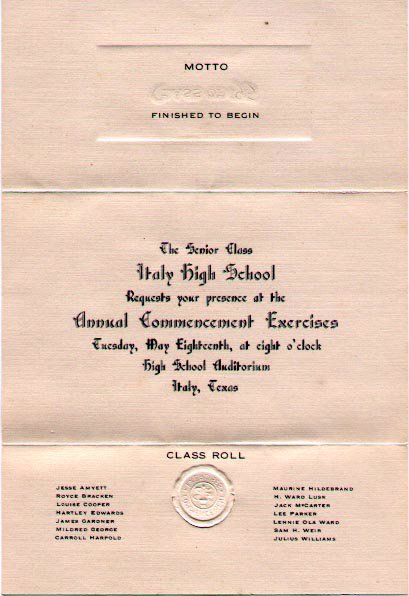 MOTTO
FINISHED TO BEGIN
The Senior Class
Italy High School
Requests your presence at the
Annual Commencement Exercises
Tuesday, May Eighteenth, at eight o'clock
High School Auditorium
Italy, Texas
CLASS ROLL
JESSE AMYETT
ROYCE BRACKEN
LOUISE COOPER
HARTLEY EDWARDS
JAMES GARDNER
MILDRED GEORGE
CARROLL HARPOLD
MAURINE HILDEBRAND
H. WARD LUSK
JACK MCCARTER
LEE PARKER
LENNIE OLA WARD
SAM H. WEIR
JULIUS WILLIAMS